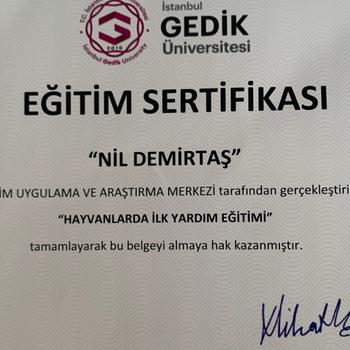 T.C. İstanbul Gedik Üniversitesi
İstanbul Gedik University
2010
İstanbul
GEDİK
Üniversitesi
EĞİTİM SERTİFİKASI
“NİL DEMİRTAŞ”
İM UYGULAMA VE ARAŞTIRMA MERKEZİ tarafından gerçekleştiri
“HAYVANLARDA İLK YARDIM EĞİTİMİ”
tamamlayarak bu belgeyi almaya hak kazanmıştır.